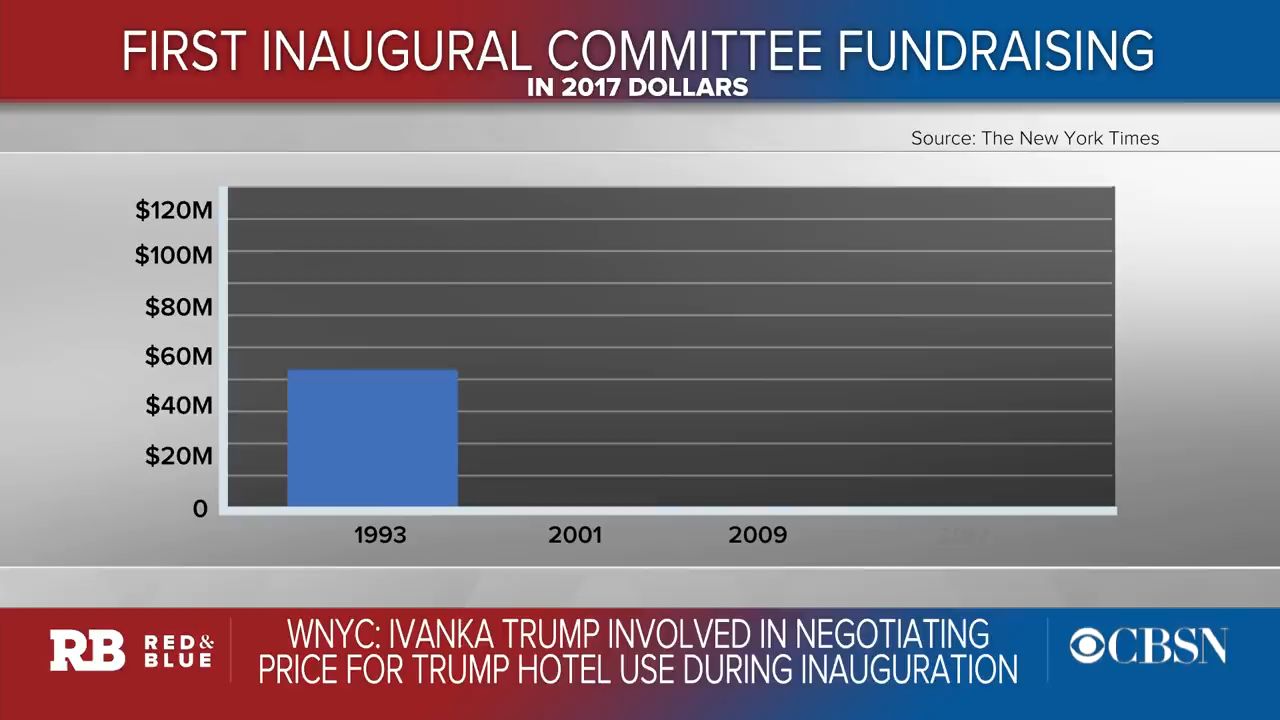 FIRST INAUGURAL COMMITTEE FUNDRAISING
IN 2017 DOLLARS
Source: The New York Times
$120M
$100M
$80M
$60M
$40M
$20M
0
1993 2001 2009
RB RED& BLUE
WNYC: IVANKA TRUMP INVOLVED IN NEGOTIATING
PRICE FOR TRUMP HOTEL USE DURING INAUGURATION
CBSN